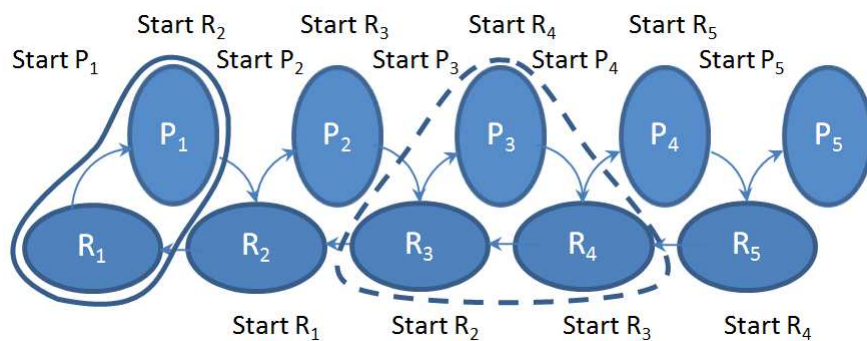 Start R₂ Start R₃ Start R₄ Start R₅
Start P₁ Start P₂ Start P₃ Start P₄ Start P₅
P₁ P₂ P₃ P₄ P₅
R₁ R₂ R₃ R₄ R₅
Start R₁ Start R₂ Start R₃ Start R₄